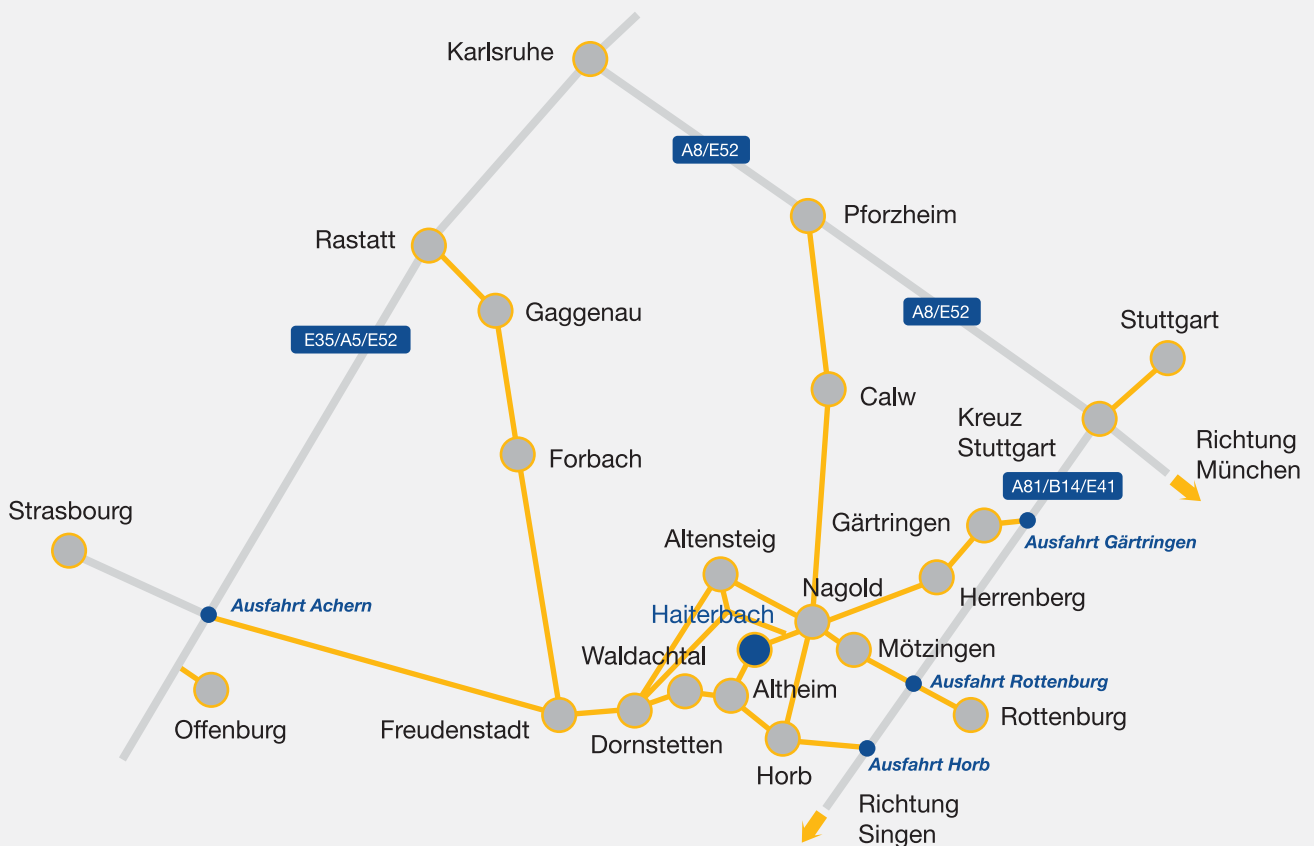 Karlsruhe
A8/E52
Pforzheim
Rastatt
Gaggenau
A8/E52
Stuttgart
E35/A5/E52
Calw
Kreuz
Stuttgart
Richtung
München
Forbach
A81/B14/E41
Strasbourg
Gärtringen
Ausfahrt Gärtringen
Altensteig
Nagold
Herrenberg
Ausfahrt Achern
Haiterbach
Mötzingen
Waldachtal
Ausfahrt Rottenburg
Altheim
Rottenburg
Offenburg
Freudenstadt
Dornstetten
Ausfahrt Horb
Horb
Richtung
Singen